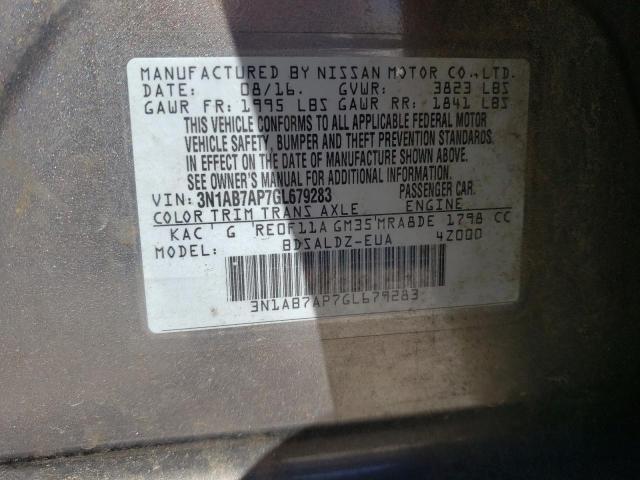 MANUFACTURED BY NISSAN MOTOR CO.,LTD.
DATE: 08/16. GVWR: 3823 LBS
GAWR FR: 1995 LBS GAWR RR: 1841 LBS
THIS VEHICLE CONFORMS TO ALL APPLICABLE FEDERAL MOTOR
VEHICLE SAFETY, BUMPER AND THEFT PREVENTION STANDARDS
IN EFFECT ON THE DATE OF MANUFACTURE SHOWN ABOVE.
SEE OWNER'S MANUAL FOR ADDITIONAL INFORMATION.
VIN: 3N1AB7AP7GL679283 PASSENGER CAR.
COLOR TRIM TRANS AXLE ENGINE
KAC G RE0F11A GM35 MRA8DE 1798 CC
MODEL: BDSALDZ-EUA 4Z000
3N1AB7AP7GL679283